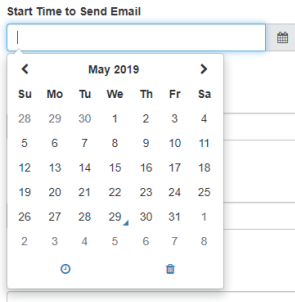 Start Time to Send Email
May 2019
Su Mo Tu We Th Fr Sa
28 29 30 1 2 3 4
5 6 7 8 9 10 11
12 13 14 15 16 17 18
19 20 21 22 23 24 25
26 27 28 29 30 31 1
2 3 4 5 6 7 8